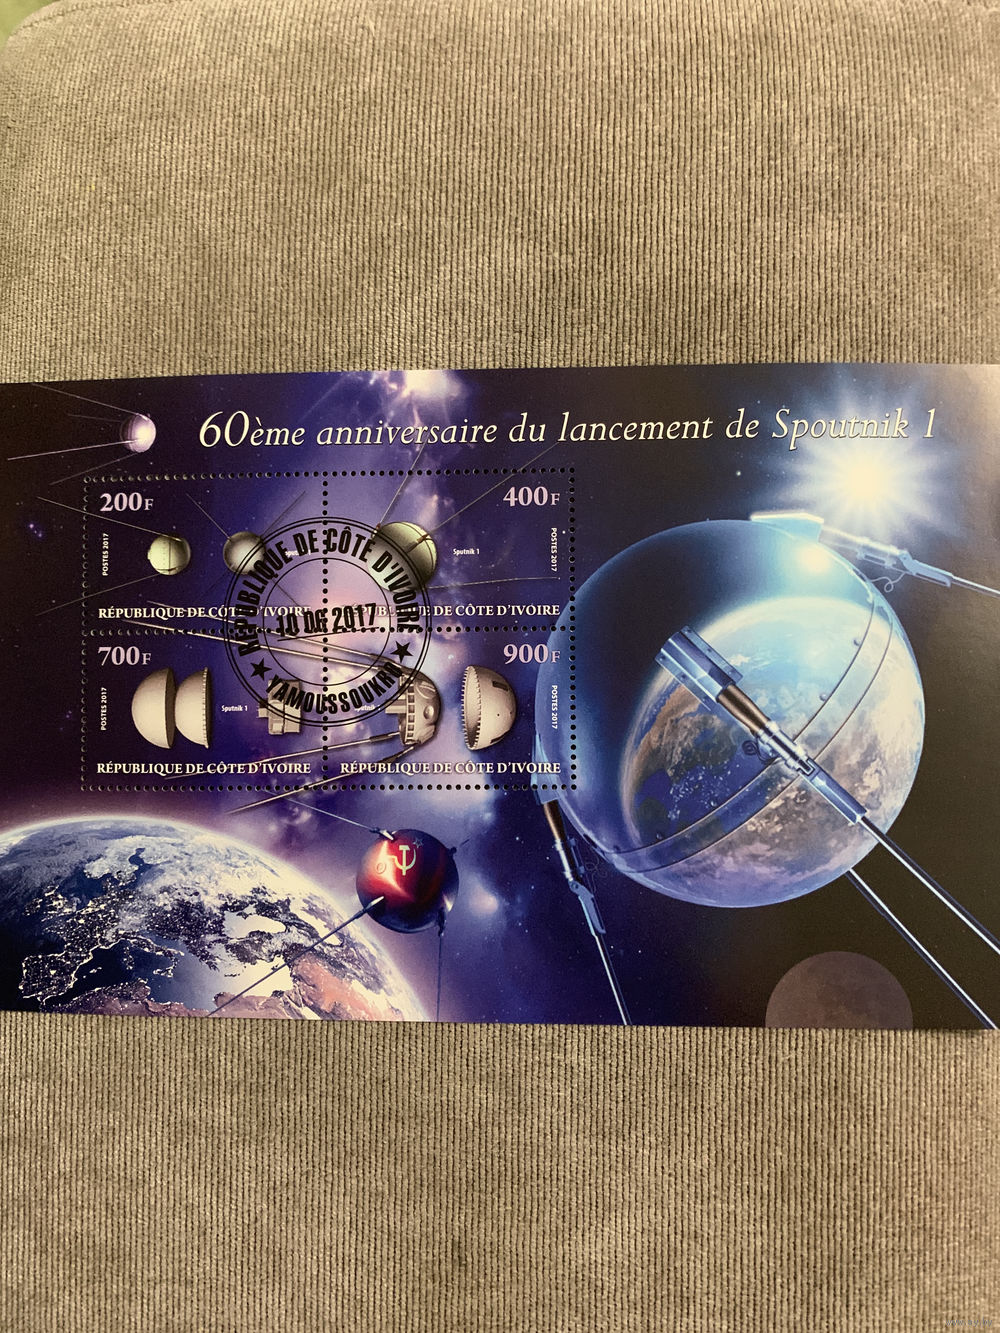 60ème anniversaire du lancement de Spoutnik 1
200F
400F
POSTES 2017
Sputnik 1
POSTES 2017
RÉPUBLIQUE DE CÔTE D'IVOIRE
RÉPUBLIQUE DE CÔTE D'IVOIRE
RÉPUBLIQUE DE CÔTE D'IVOIRE
10 DG 2017
YAMOUSSOUKRO
700F
900F
POSTES 2017
Sputnik 1
POSTES 2017
RÉPUBLIQUE DE CÔTE D'IVOIRE
RÉPUBLIQUE DE CÔTE D'IVOIRE